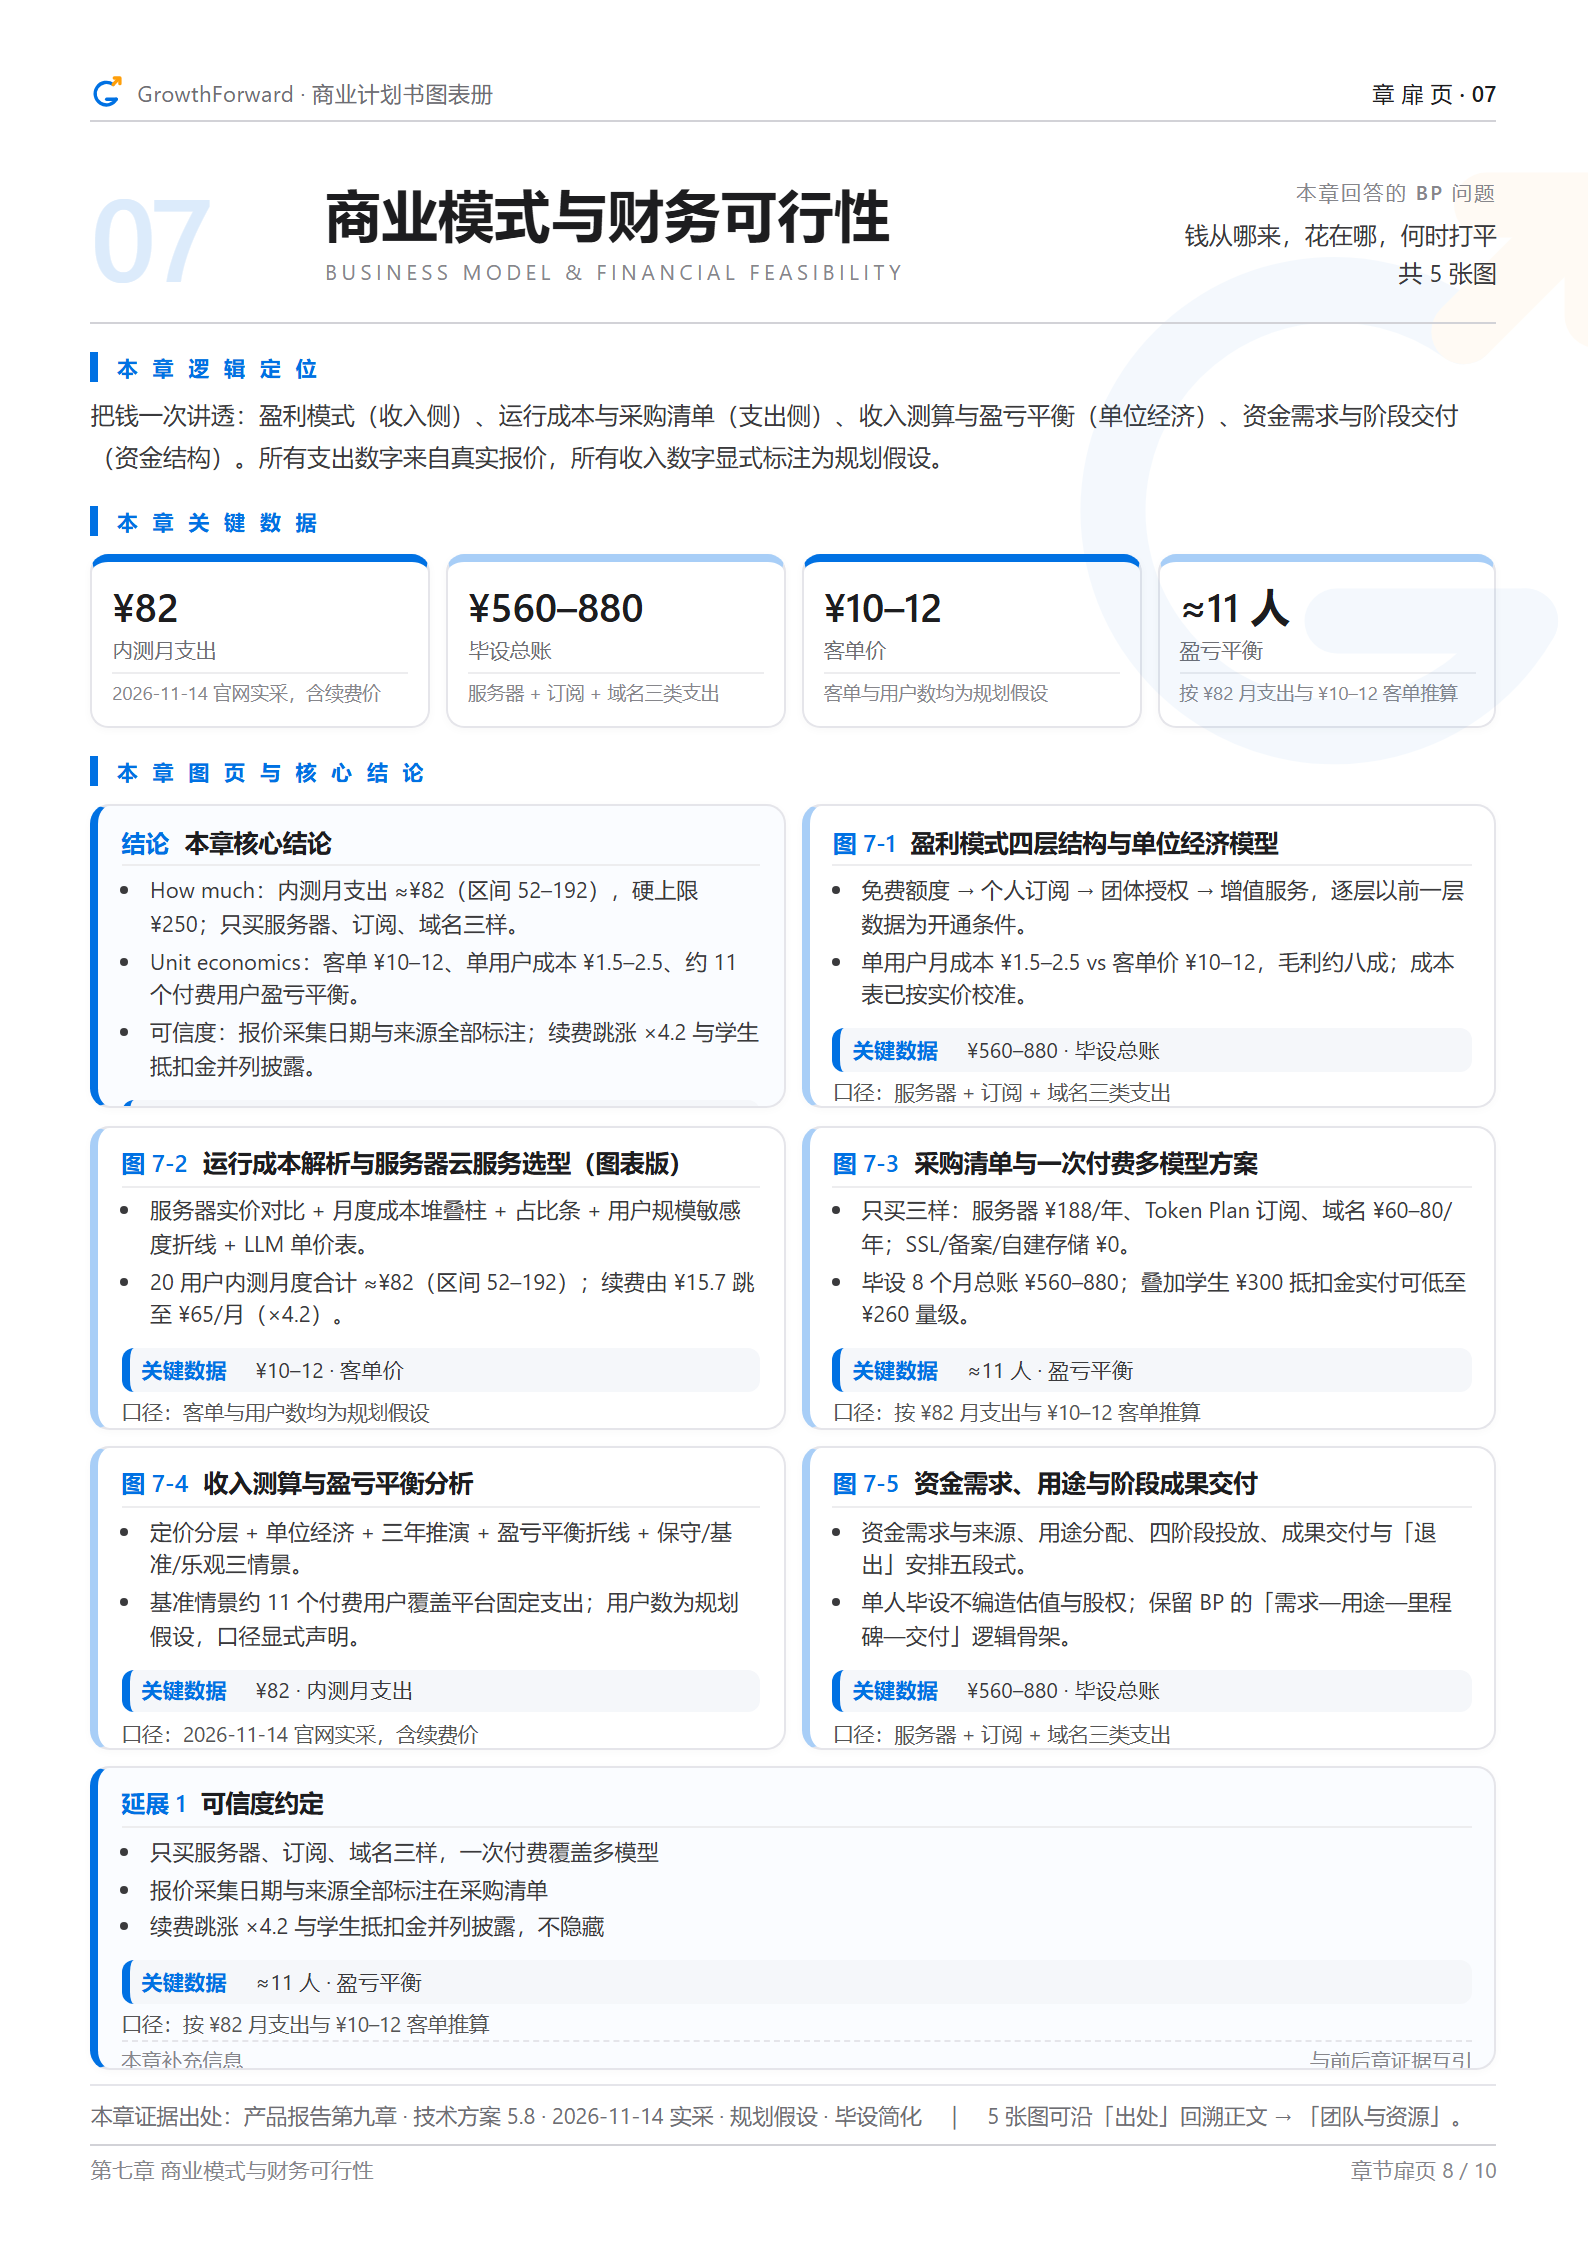 GrowthForward · 商业计划书图表册
章 扉 页 · 07
07
商业模式与财务可行性
BUSINESS MODEL & FINANCIAL FEASIBILITY
本章回答的 BP 问题
钱从哪来，花在哪，何时打平
共 5 张图
本章逻辑定位
把钱一次讲透：盈利模式（收入侧）、运行成本与采购清单（支出侧）、收入测算与盈亏平衡（单位经济）、资金需求与阶段交付
（资金结构）。所有支出数字来自真实报价，所有收入数字显式标注为规划假设。
本章关键数据
¥82
内测月支出
2026-11-14 官网实采，含续费价
¥560–880
毕设总账
服务器 + 订阅 + 域名三类支出
¥10–12
客单价
客单与用户数均为规划假设
≈11 人
盈亏平衡
按 ¥82 月支出与 ¥10–12 客单推算
本章图页与核心结论
结论 本章核心结论
• How much：内测月支出 ≈¥82（区间 52–192），硬上限
¥250；只买服务器、订阅、域名三样。
• Unit economics：客单 ¥10–12、单用户成本 ¥1.5–2.5、约 11
个付费用户盈亏平衡。
• 可信度：报价采集日期与来源全部标注；续费跳涨 ×4.2 与学生
抵扣金并列披露。
图 7-1 盈利模式四层结构与单位经济模型
• 免费额度 → 个人订阅 → 团体授权 → 增值服务，逐层以前一层
数据为开通条件。
• 单用户月成本 ¥1.5–2.5 vs 客单价 ¥10–12，毛利约八成；成本
表已按实价校准。
关键数据 ¥560–880 · 毕设总账
口径：服务器 + 订阅 + 域名三类支出
图 7-2 运行成本解析与服务器云服务选型（图表版）
• 服务器实价对比 + 月度成本堆叠柱 + 占比条 + 用户规模敏感
度折线 + LLM 单价表。
• 20 用户内测月度合计 ≈¥82（区间 52–192）；续费由 ¥15.7 跳
至 ¥65/月（×4.2）。
关键数据 ¥10–12 · 客单价
口径：客单与用户数均为规划假设
图 7-3 采购清单与一次付费多模型方案
• 只买三样：服务器 ¥188/年、Token Plan 订阅、域名 ¥60–80/
年；SSL/备案/自建存储 ¥0。
• 毕设 8 个月总账 ¥560–880；叠加学生 ¥300 抵扣金实付可低至
¥260 量级。
关键数据 ≈11 人 · 盈亏平衡
口径：按 ¥82 月支出与 ¥10–12 客单推算
图 7-4 收入测算与盈亏平衡分析
• 定价分层 + 单位经济 + 三年推演 + 盈亏平衡折线 + 保守/基
准/乐观三情景。
• 基准情景约 11 个付费用户覆盖平台固定支出；用户数为规划
假设，口径显式声明。
关键数据 ¥82 · 内测月支出
口径：2026-11-14 官网实采，含续费价
图 7-5 资金需求、用途与阶段成果交付
• 资金需求与来源、用途分配、四阶段投放、成果交付与「退
出」安排五段式。
• 单人毕设不编造估值与股权；保留 BP 的「需求—用途—里程
碑—交付」逻辑骨架。
关键数据 ¥560–880 · 毕设总账
口径：服务器 + 订阅 + 域名三类支出
延展 1 可信度约定
• 只买服务器、订阅、域名三样，一次付费覆盖多模型
• 报价采集日期与来源全部标注在采购清单
• 续费跳涨 ×4.2 与学生抵扣金并列披露，不隐藏
关键数据 ≈11 人 · 盈亏平衡
口径：按 ¥82 月支出与 ¥10–12 客单推算
本章补充信息
与前后章证据互引
本章证据出处：产品报告第九章 · 技术方案 5.8 · 2026-11-14 实采 · 规划假设 · 毕设简化 | 5 张图可沿「出处」回溯正文 → 「团队与资源」。
第七章 商业模式与财务可行性
章节扉页 8 / 10